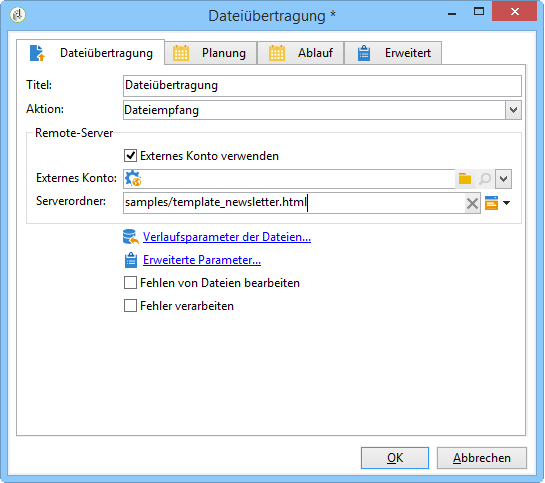 Dateiübertragung *
Dateiübertragung Planung Ablauf Erweitert
Titel: Dateiübertragung
Aktion: Dateiempfang
Remote-Server
Externes Konto verwenden
Externes Konto:
Serverordner: samples/template_newsletter.html
Verlaufsparameter der Dateien...
Erweiterte Parameter...
Fehlen von Dateien bearbeiten
Fehler verarbeiten
OK Abbrechen